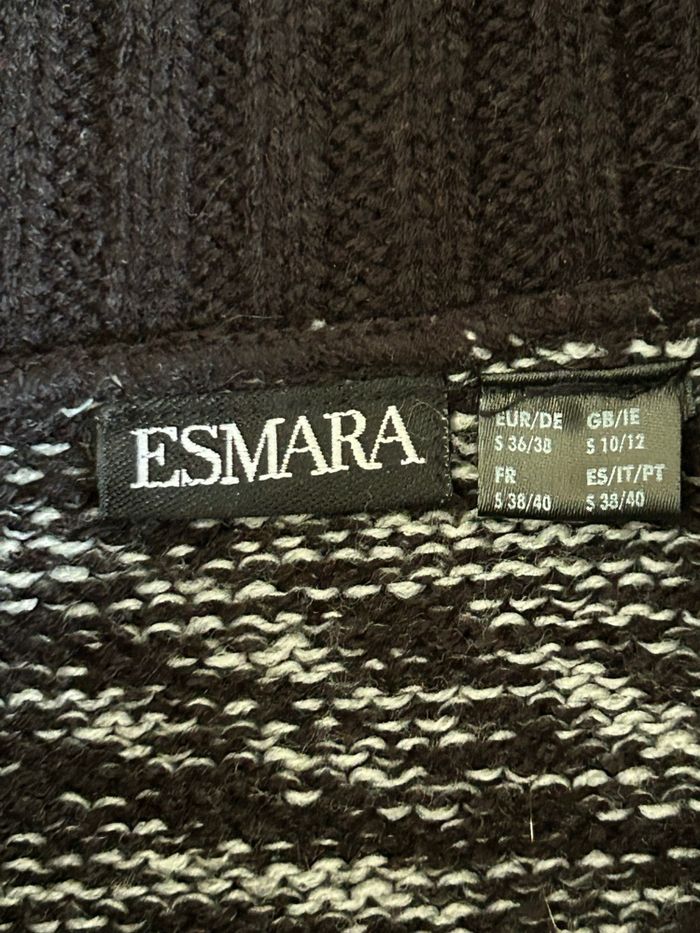 ESMARA
EUR/DE GB/IE
S 36/38 S 10/12
FR ES/IT/PT
S 38/40 S 38/40